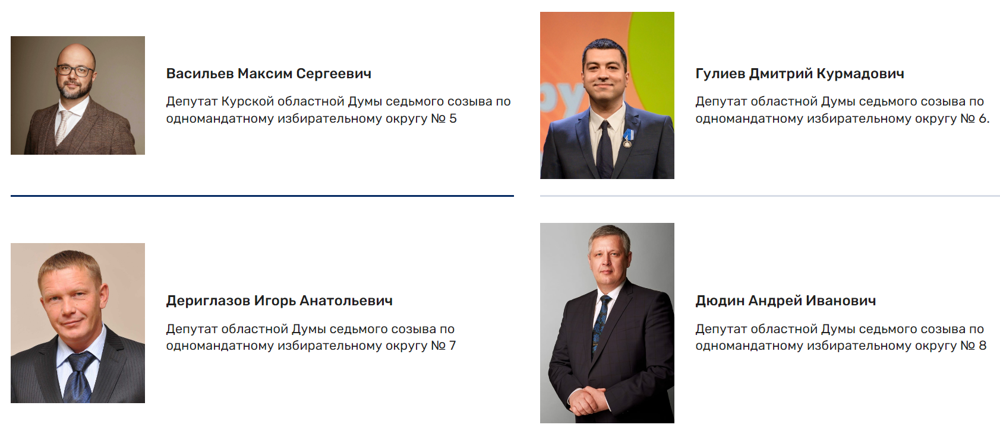 Васильев Максим Сергеевич
Депутат Курской областной Думы седьмого созыва по
одномандатному избирательному округу № 5
Гулиев Дмитрий Курмадович
Депутат областной Думы седьмого созыва по
одномандатному избирательному округу № 6.
ру
Дериглазов Игорь Анатольевич
Депутат областной Думы седьмого созыва по
одномандатному избирательному округу № 7
Дюдин Андрей Иванович
Депутат областной Думы седьмого созыва по
одномандатному избирательному округу № 8